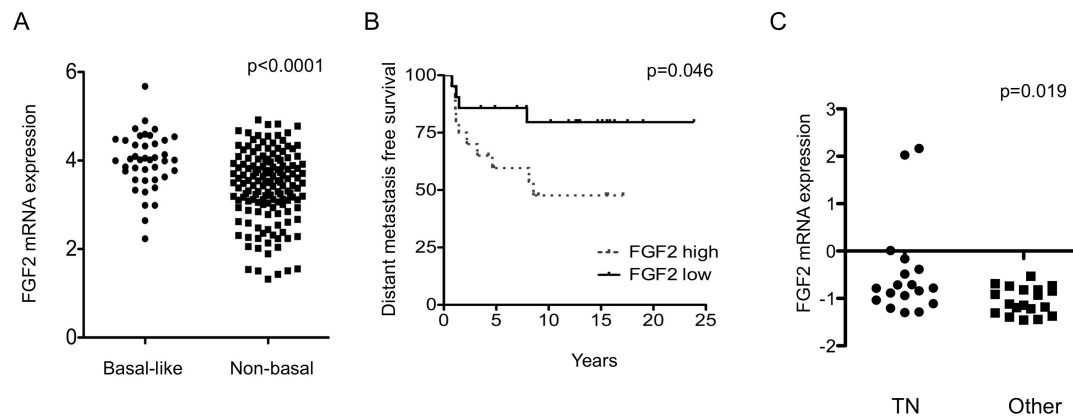 A
FGF2 mRNA expression
6
4
2
0
p<0.0001
Basal-like
Non-basal
B
Distant metastasis free survival
100
75
50
25
0
p=0.046
FGF2 high
FGF2 low
0 5 10 15 20 25
Years
C
FGF2 mRNA expression
3
2
1
0
-1
-2
p=0.019
TN
Other